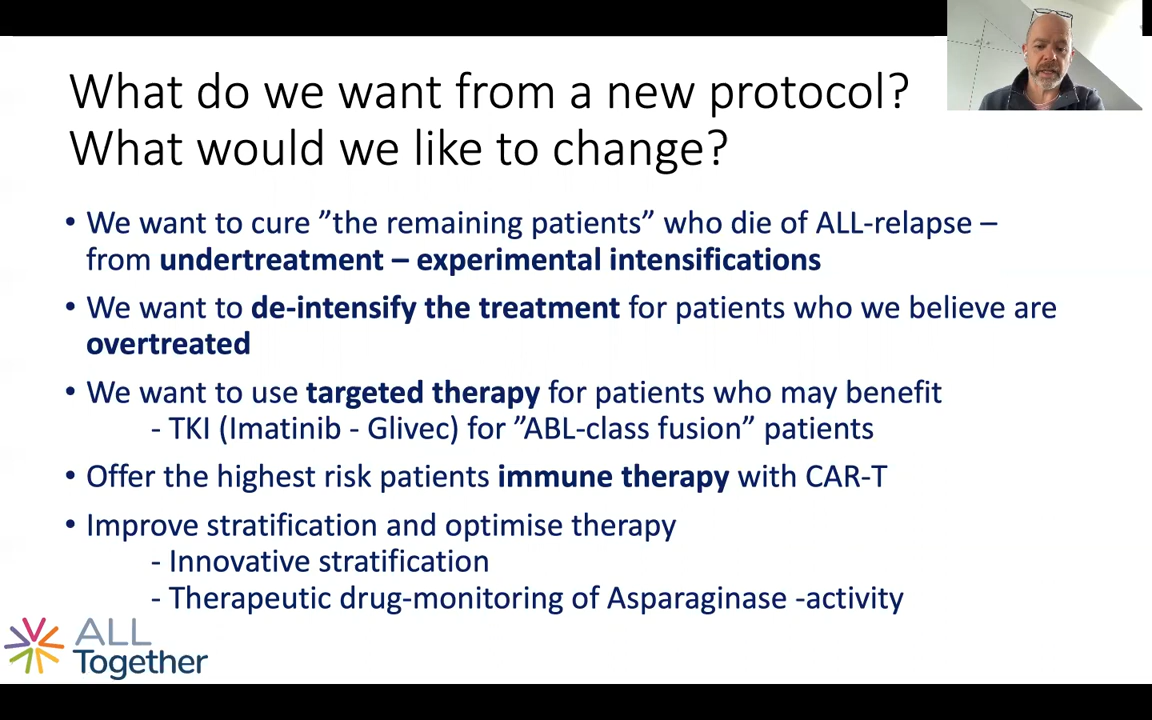 What do we want from a new protocol?
What would we like to change?
• We want to cure ”the remaining patients” who die of ALL-relapse –
from undertreatment – experimental intensifications
• We want to de-intensify the treatment for patients who we believe are
overtreated
• We want to use targeted therapy for patients who may benefit
- TKI (Imatinib - Glivec) for ”ABL-class fusion” patients
• Offer the highest risk patients immune therapy with CAR-T
• Improve stratification and optimise therapy
- Innovative stratification
- Therapeutic drug-monitoring of Asparaginase -activity
ALL
Together